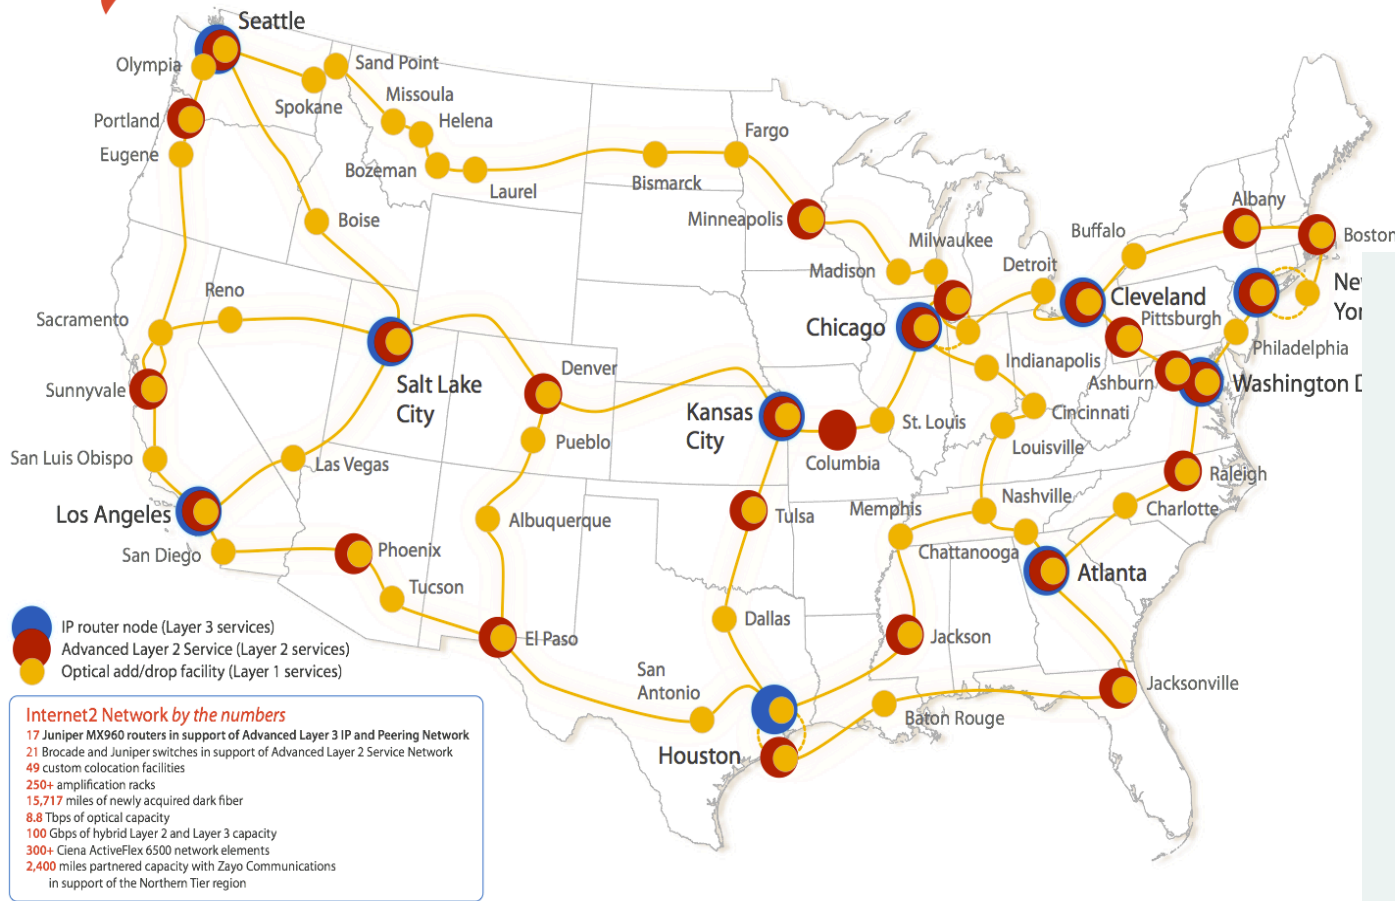 Seattle
Olympia
Sand Point
Spokane
Missoula
Portland
Helena
Eugene
Fargo
Bozeman
Laurel
Bismarck
Albany
Minneapolis
Boise
Buffalo
Boston
Milwaukee
Madison
Detroit
Reno
Cleveland
Ne
Yor
Sacramento
Pittsburgh
Chicago
Philadelphia
Indianapolis
Denver
Ashburn
Washington D
Salt Lake
City
Sunnyvale
Kansas
City
Cincinnati
St. Louis
Pueblo
Louisville
San Luis Obispo
Las Vegas
Columbia
Raleigh
Nashville
Memphis
Charlotte
Los Angeles
Tulsa
Albuquerque
San Diego
Phoenix
Chattanooga
Atlanta
Tucson
Dallas
IP router node (Layer 3 services)
Advanced Layer 2 Service (Layer 2 services)
Optical add/drop facility (Layer 1 services)
El Paso
Jackson
San
Antonio
Jacksonville
Baton Rouge
Houston
Internet2 Network by the numbers
17 Juniper MX960 routers in support of Advanced Layer 3 IP and Peering Network
21 Brocade and Juniper switches in support of Advanced Layer 2 Service Network
49 custom colocation facilities
250+ amplification racks
15,717 miles of newly acquired dark fiber
8.8 Tbps of optical capacity
100 Gbps of hybrid Layer 2 and Layer 3 capacity
300+ Ciena ActiveFlex 6500 network elements
2,400 miles partnered capacity with Zayo Communications
in support of the Northern Tier region